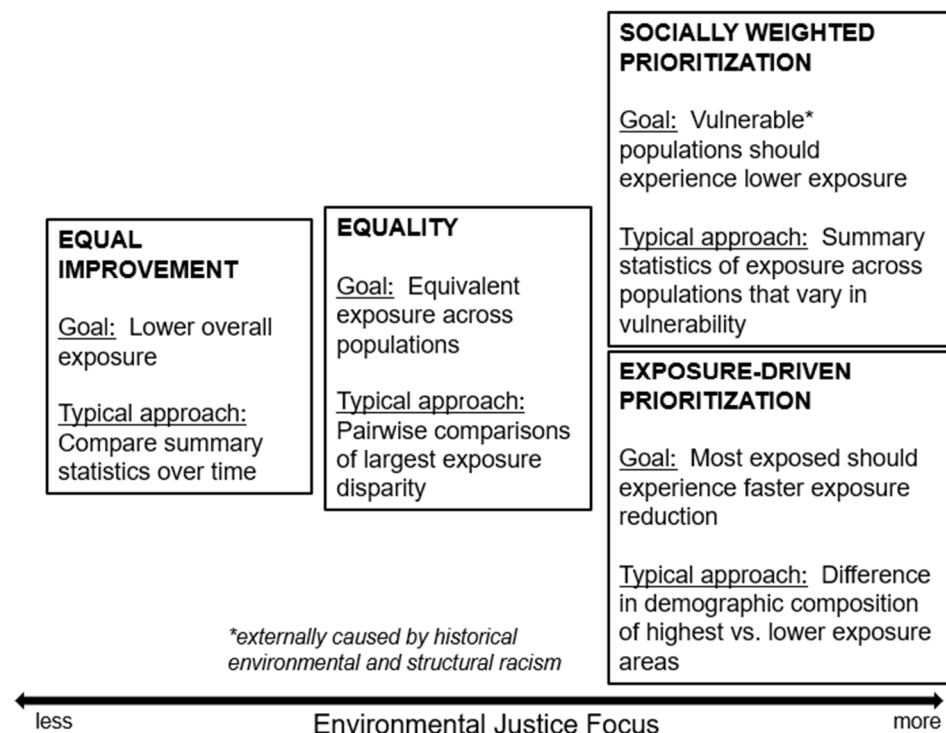 EQUAL
IMPROVEMENT
Goal: Lower overall
exposure
Typical approach:
Compare summary
statistics over time
EQUALITY
Goal: Equivalent
exposure across
populations
Typical approach:
Pairwise comparisons
of largest exposure
disparity
SOCIALLY WEIGHTED
PRIORITIZATION
Goal: Vulnerable*
populations should
experience lower exposure
Typical approach: Summary
statistics of exposure across
populations that vary in
vulnerability
EXPOSURE-DRIVEN
PRIORITIZATION
Goal: Most exposed should
experience faster exposure
reduction
Typical approach: Difference
in demographic composition
of highest vs. lower exposure
areas
*externally caused by historical
environmental and structural racism
less
Environmental Justice Focus
more